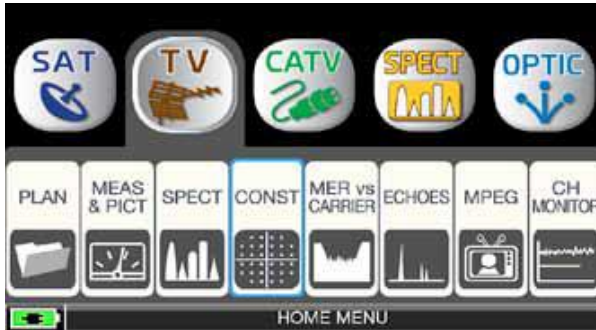 SAT
TV
CATV
SPECT
OPTIC
PLAN
MEAS
& PICT
SPECT
CONST
MER vs
CARRIER
ECHOES
MPEG
CH
MONITOR
HOME MENU